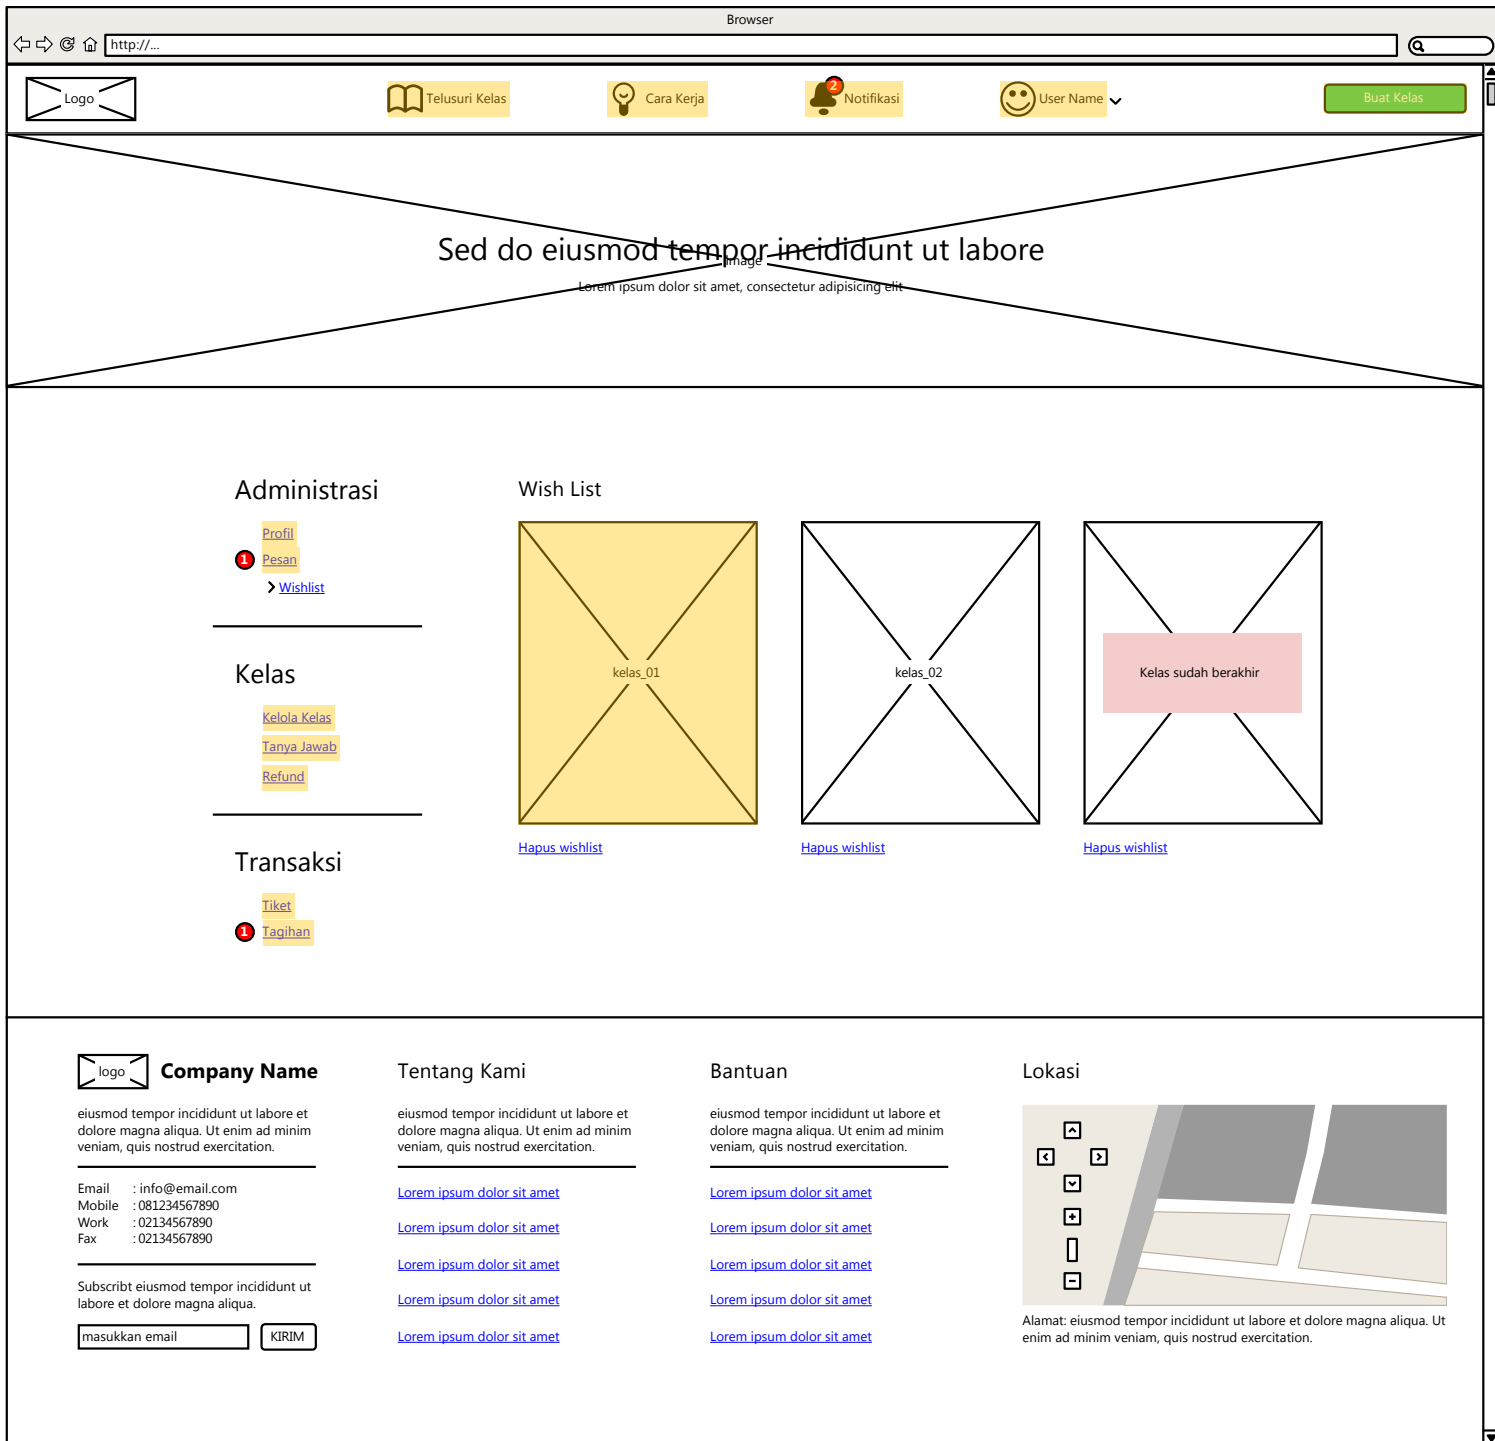 Browser
http://...
Logo
Telusuri Kelas
Cara Kerja
2
Notifikasi
User Name
Buat Kelas
Sed do eiusmod tempor incididunt ut labore
Image
Lorem ipsum dolor sit amet, consectetur adipisicing elit
Administrasi
Profil
1 Pesan
Wishlist
Kelas
Kelola Kelas
Tanya Jawab
Refund
Transaksi
Tiket
1 Tagihan
Wish List
kelas_01
kelas_02
Kelas sudah berakhir
Hapus wishlist
Hapus wishlist
Hapus wishlist
logo
Company Name
eiusmod tempor incididunt ut labore et
dolore magna aliqua. Ut enim ad minim
veniam, quis nostrud exercitation.
Email : info@email.com
Mobile : 081234567890
Work : 02134567890
Fax : 02134567890
Subscribt eiusmod tempor incididunt ut
labore et dolore magna aliqua.
masukkan email
KIRIM
Tentang Kami
eiusmod tempor incididunt ut labore et
dolore magna aliqua. Ut enim ad minim
veniam, quis nostrud exercitation.
Lorem ipsum dolor sit amet
Lorem ipsum dolor sit amet
Lorem ipsum dolor sit amet
Lorem ipsum dolor sit amet
Lorem ipsum dolor sit amet
Bantuan
eiusmod tempor incididunt ut labore et
dolore magna aliqua. Ut enim ad minim
veniam, quis nostrud exercitation.
Lorem ipsum dolor sit amet
Lorem ipsum dolor sit amet
Lorem ipsum dolor sit amet
Lorem ipsum dolor sit amet
Lorem ipsum dolor sit amet
Lokasi
Alamat: eiusmod tempor incididunt ut labore et dolore magna aliqua. Ut
enim ad minim veniam, quis nostrud exercitation.